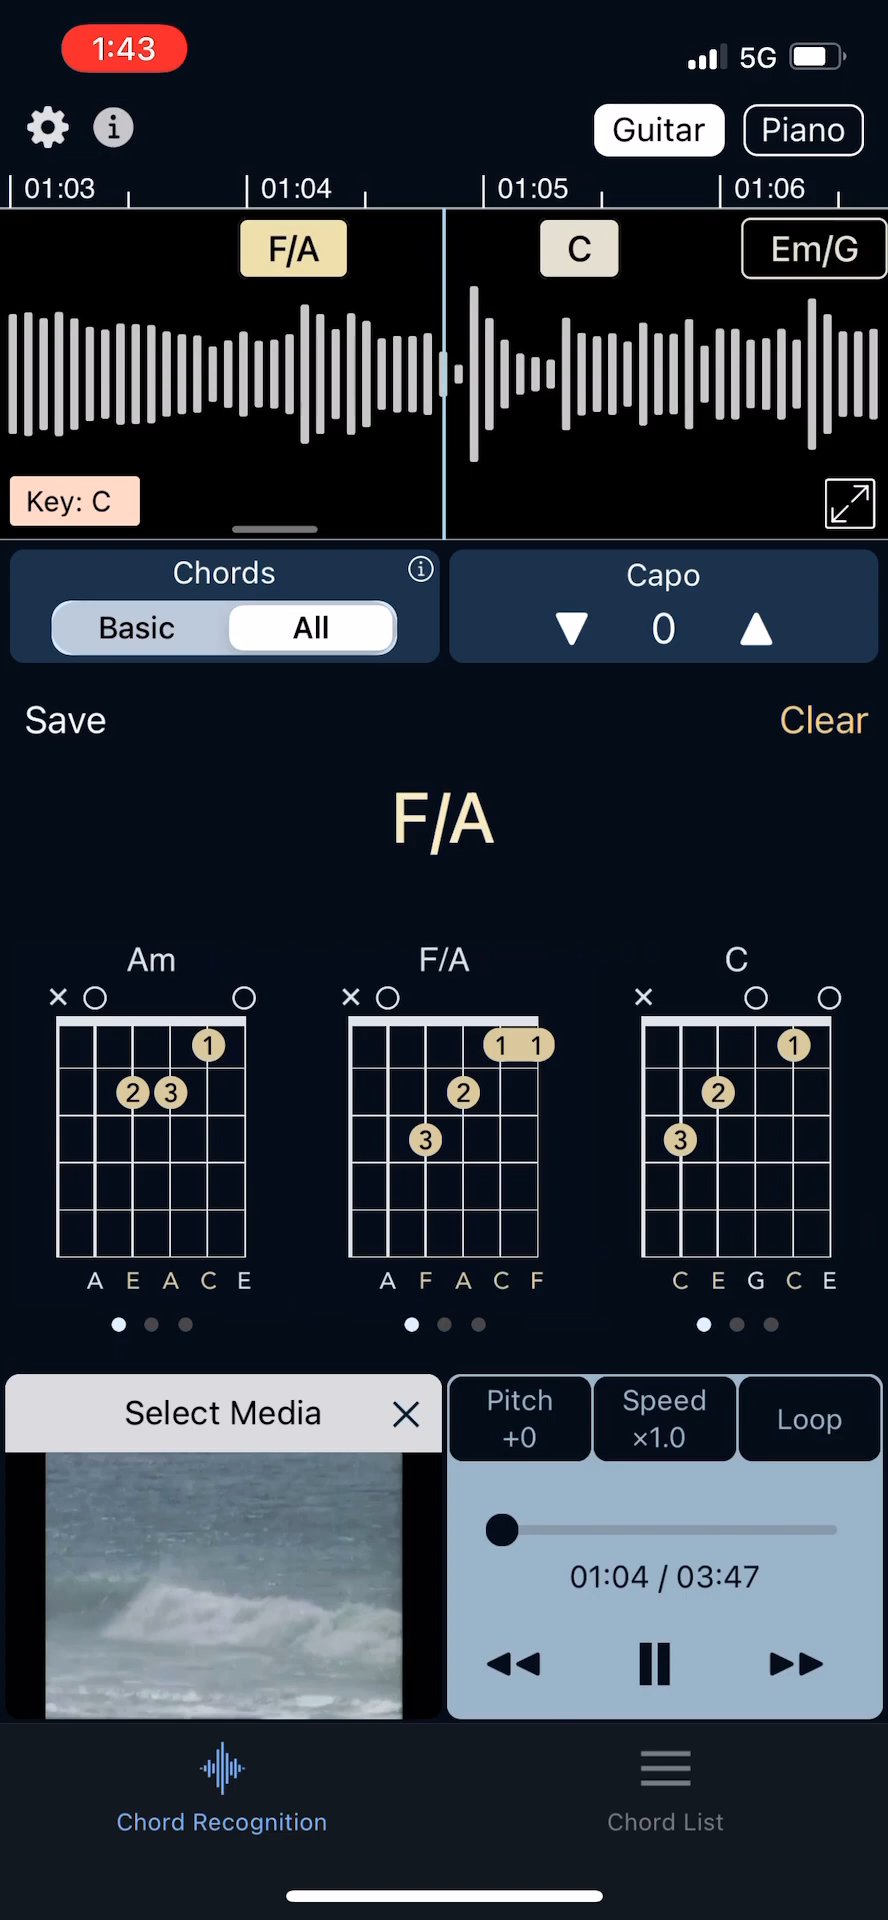 1:43
5G
Guitar Piano
01:03 01:04 01:05 01:06
F/A C Em/G
Key: C
Chords
Basic All
Capo
0
Save Clear
F/A
Am F/A C
× ○ ○ × ○ × ○ ○
1 1 1 1
2 3 2 2
3 3
A E A C E A F A C F C E G C E
Select Media ×
Pitch
+0
Speed
×1.0
Loop
01:04 / 03:47
Chord Recognition Chord List